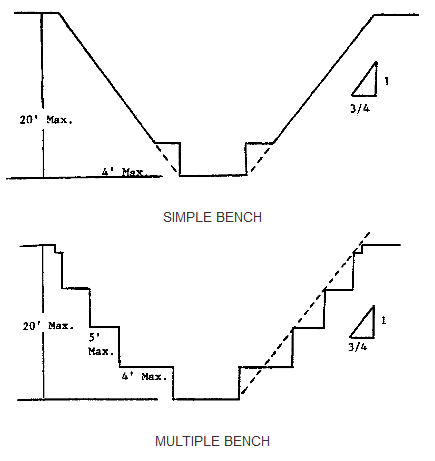 20' Max.
1
3/4
4' Max.
SIMPLE BENCH
20' Max.
5'
Max.
1
3/4
4' Max.
MULTIPLE BENCH